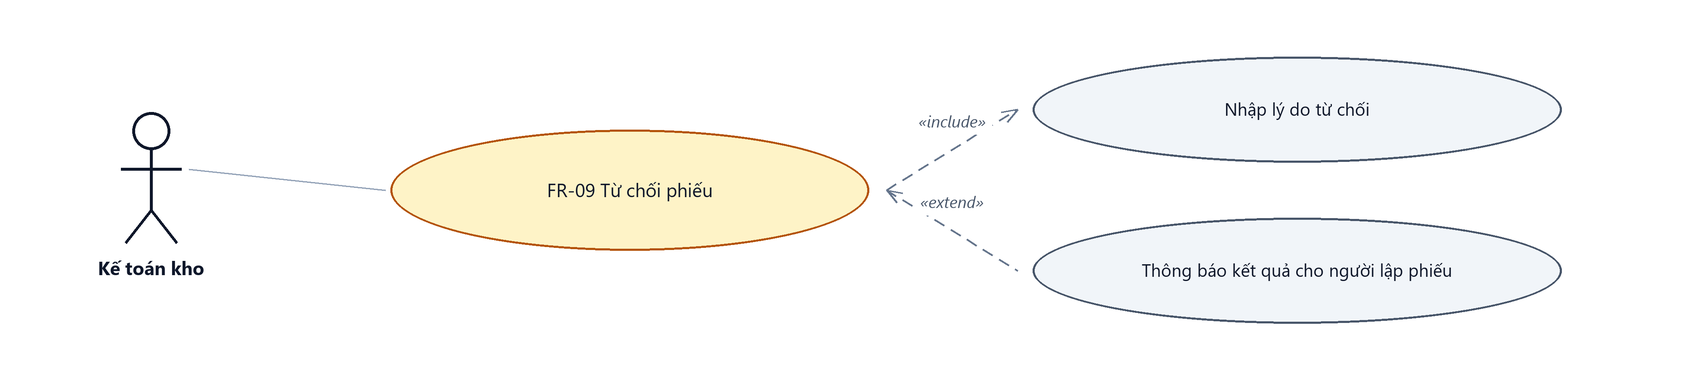 Kế toán kho
FR-09 Từ chối phiếu
«include»
«extend»
Nhập lý do từ chối
Thông báo kết quả cho người lập phiếu